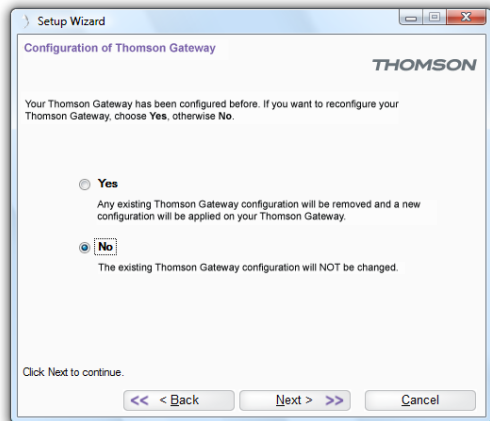 Setup Wizard
Configuration of Thomson Gateway
THOMSON
Your Thomson Gateway has been configured before. If you want to reconfigure your
Thomson Gateway, choose Yes, otherwise No.
Yes
Any existing Thomson Gateway configuration will be removed and a new
configuration will be applied on your Thomson Gateway.
No
The existing Thomson Gateway configuration will NOT be changed.
Click Next to continue.
<< < Back Next > >> Cancel